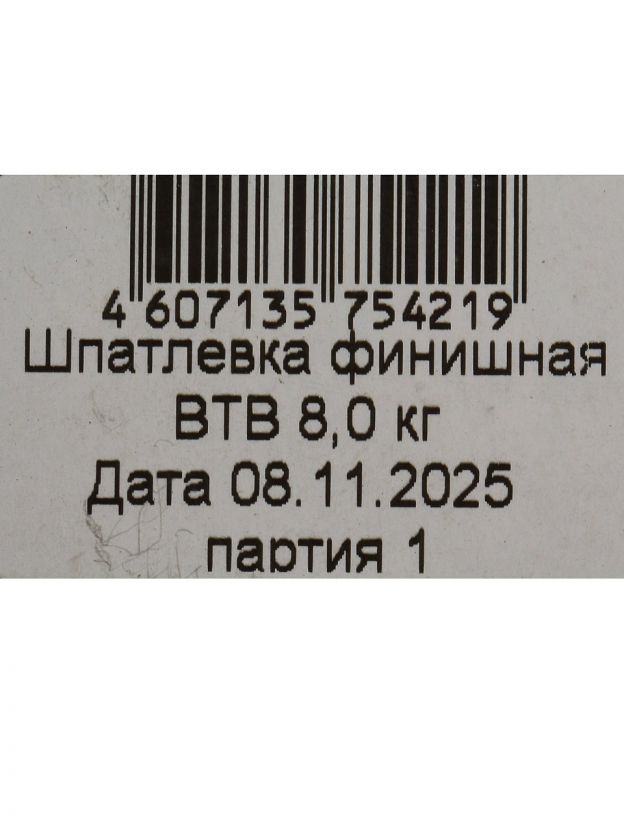 4 607135 754219
Шпатлевка финишная
ВТВ 8,0 кг
Дата 08.11.2025
партия 1